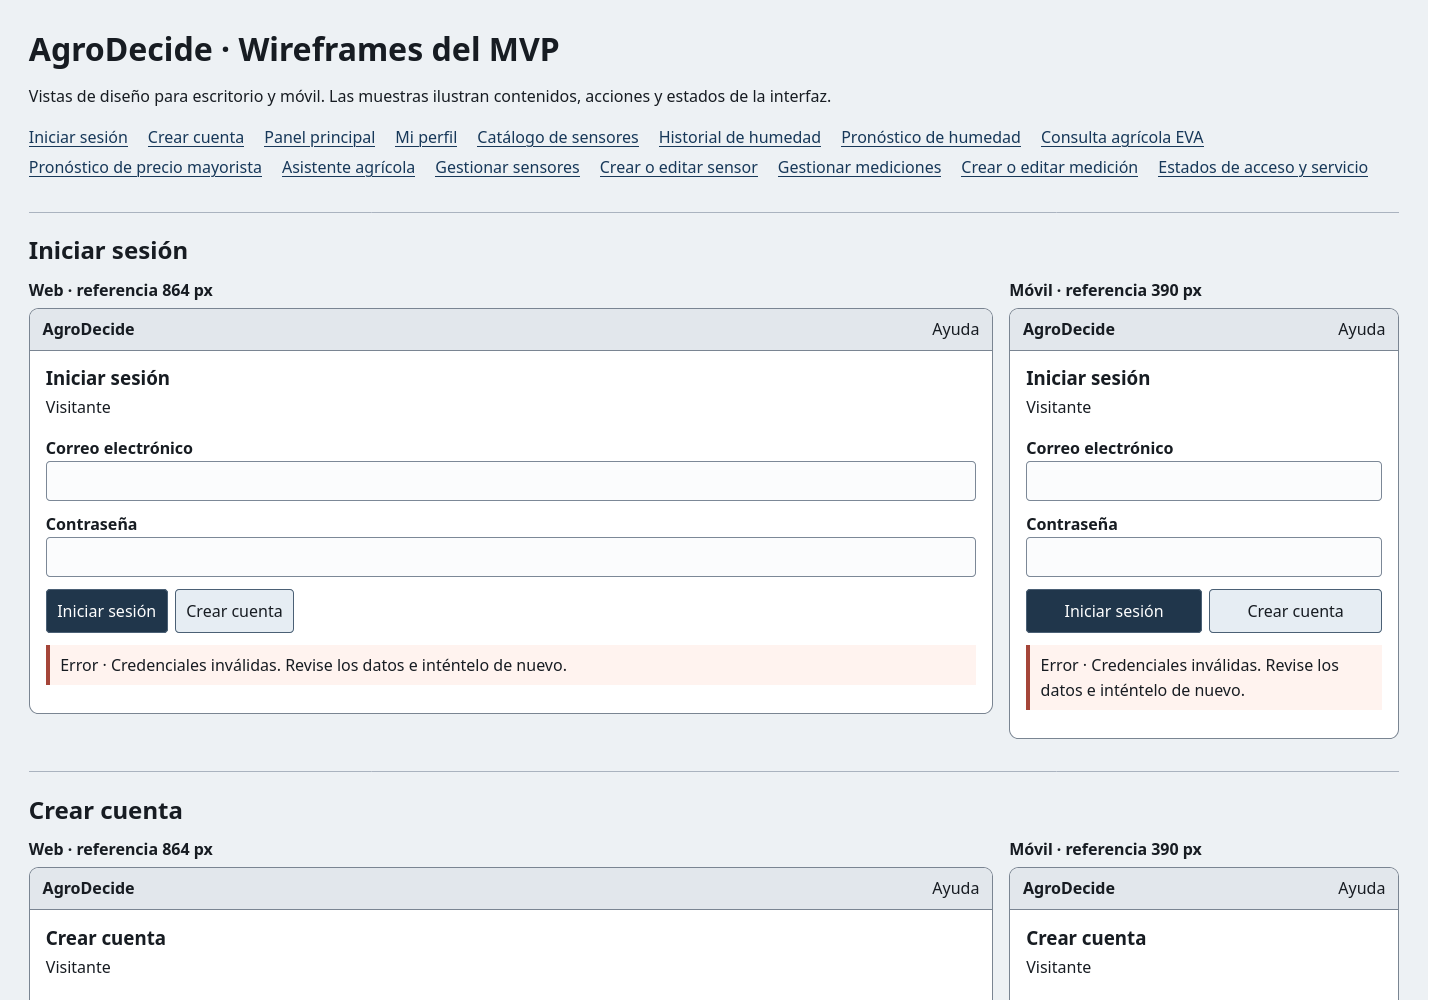 AgroDecide · Wireframes del MVP
Vistas de diseño para escritorio y móvil. Las muestras ilustran contenidos, acciones y estados de la interfaz.
Iniciar sesión Crear cuenta Panel principal Mi perfil Catálogo de sensores Historial de humedad Pronóstico de humedad Consulta agrícola EVA
Pronóstico de precio mayorista Asistente agrícola Gestionar sensores Crear o editar sensor Gestionar mediciones Crear o editar medición Estados de acceso y servicio
Iniciar sesión
Web · referencia 864 px
AgroDecide Ayuda
Iniciar sesión
Visitante
Correo electrónico
Contraseña
Iniciar sesión Crear cuenta
Error · Credenciales inválidas. Revise los datos e inténtelo de nuevo.
Móvil · referencia 390 px
AgroDecide Ayuda
Iniciar sesión
Visitante
Correo electrónico
Contraseña
Iniciar sesión Crear cuenta
Error · Credenciales inválidas. Revise los
datos e inténtelo de nuevo.
Crear cuenta
Web · referencia 864 px
AgroDecide Ayuda
Crear cuenta
Visitante
Móvil · referencia 390 px
AgroDecide Ayuda
Crear cuenta
Visitante